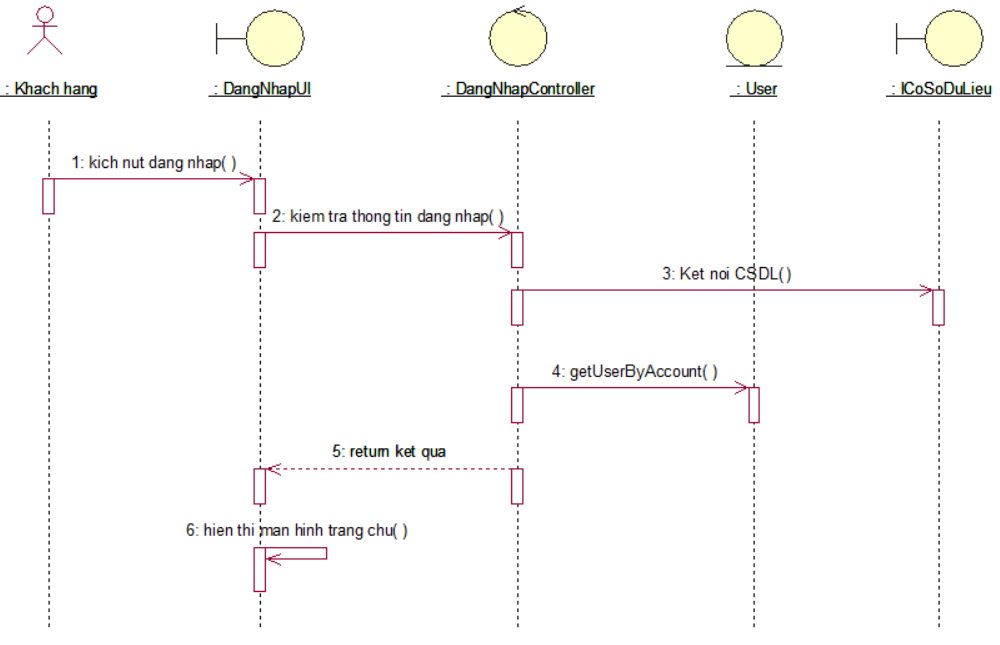 : Khach hang
: DangNhapUI
: DangNhapController
: User
: ICoSoDuLieu
1: kich nut dang nhap( )
2: kiem tra thong tin dang nhap( )
3: Ket noi CSDL()
4: getUserByAccount( )
5: return ket qua
6: hien thi man hinh trang chu( )